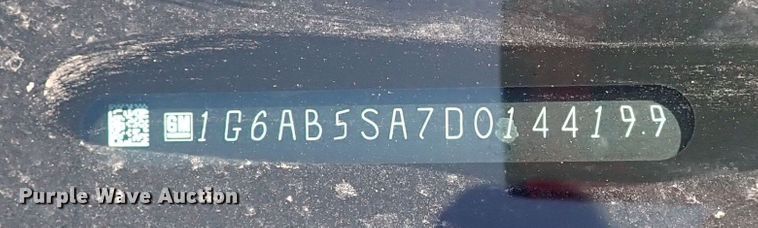 GM 1G6AB5SA7D0144199
Purple Wave Auction